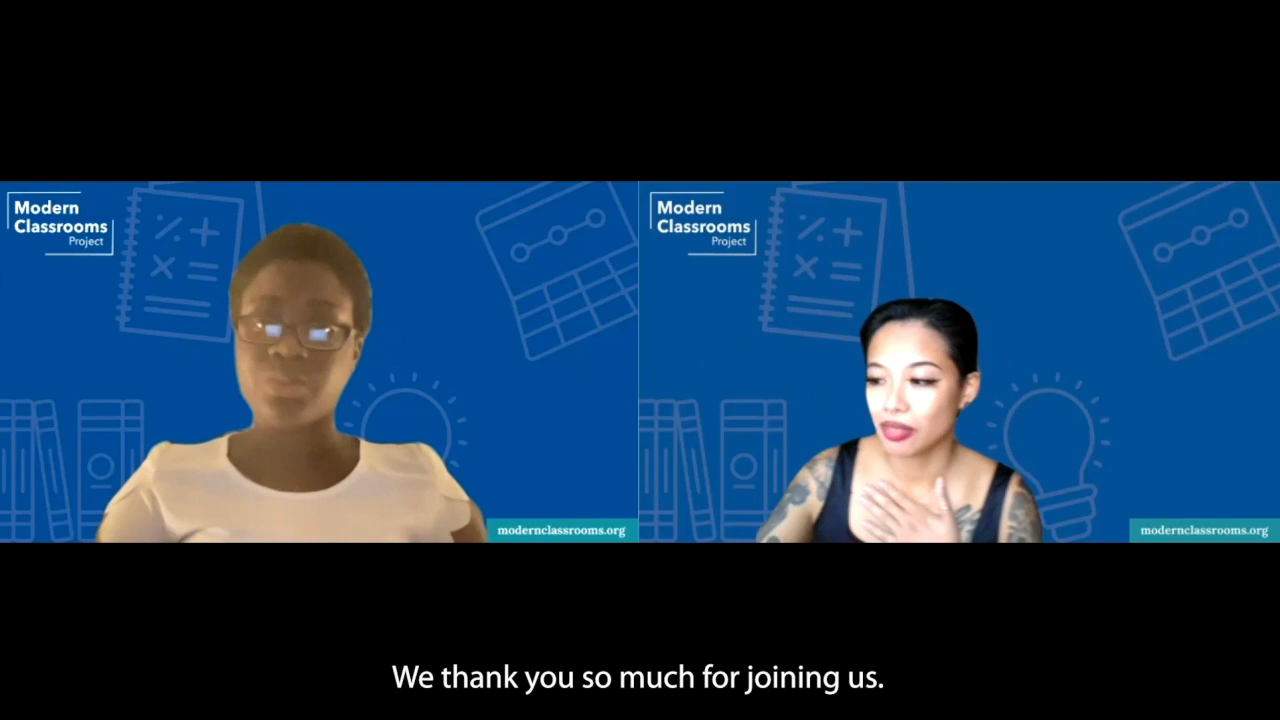 Modern
Classrooms
Project
modernclassrooms.org
Modern
Classrooms
Project
modernclassrooms.org
We thank you so much for joining us.